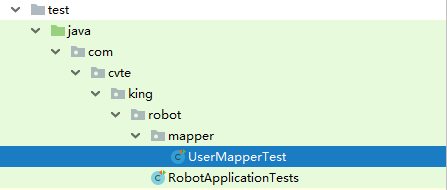 test
java
com
cvte
king
robot
mapper
UserMapperTest
RobotApplicationTests